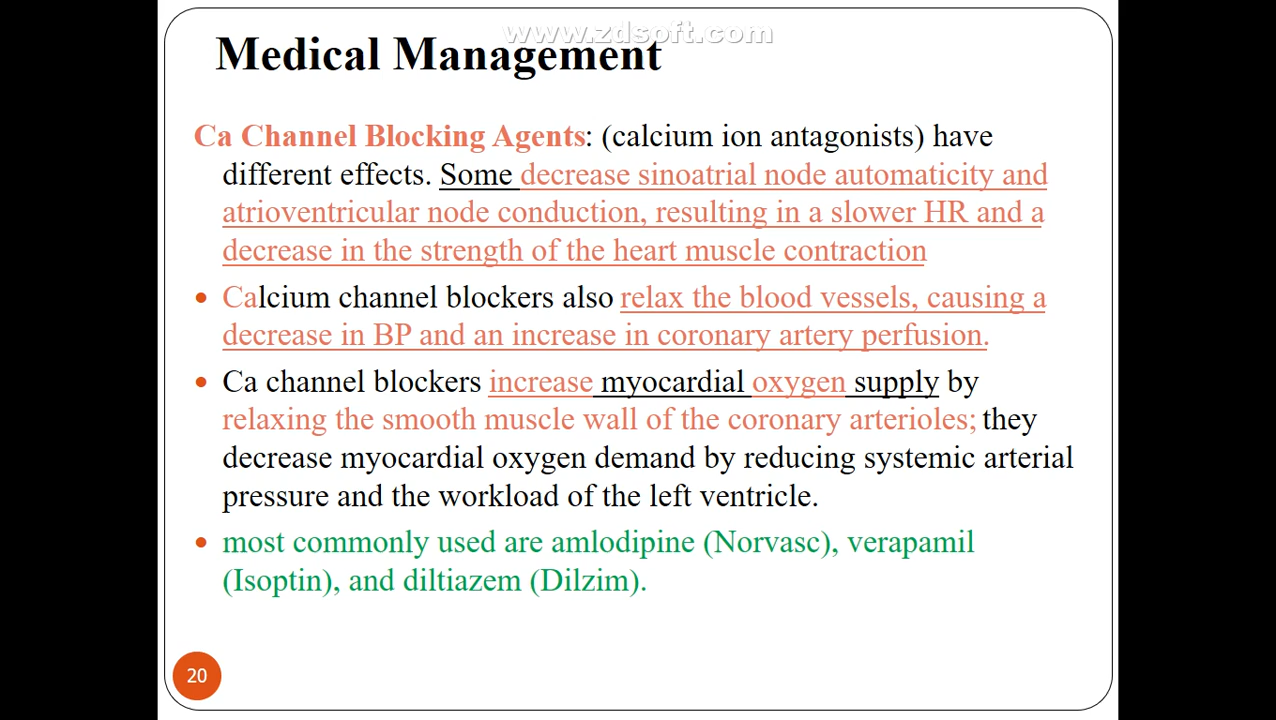 www.zdsoft.com
Medical Management
Ca Channel Blocking Agents: (calcium ion antagonists) have
different effects. Some decrease sinoatrial node automaticity and
atrioventricular node conduction, resulting in a slower HR and a
decrease in the strength of the heart muscle contraction
• Calcium channel blockers also relax the blood vessels, causing a
decrease in BP and an increase in coronary artery perfusion.
• Ca channel blockers increase myocardial oxygen supply by
relaxing the smooth muscle wall of the coronary arterioles; they
decrease myocardial oxygen demand by reducing systemic arterial
pressure and the workload of the left ventricle.
• most commonly used are amlodipine (Norvasc), verapamil
(Isoptin), and diltiazem (Dilzim).
20